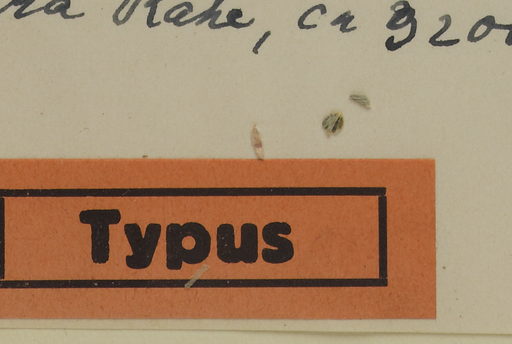 Rahe, ca 3200
Typus